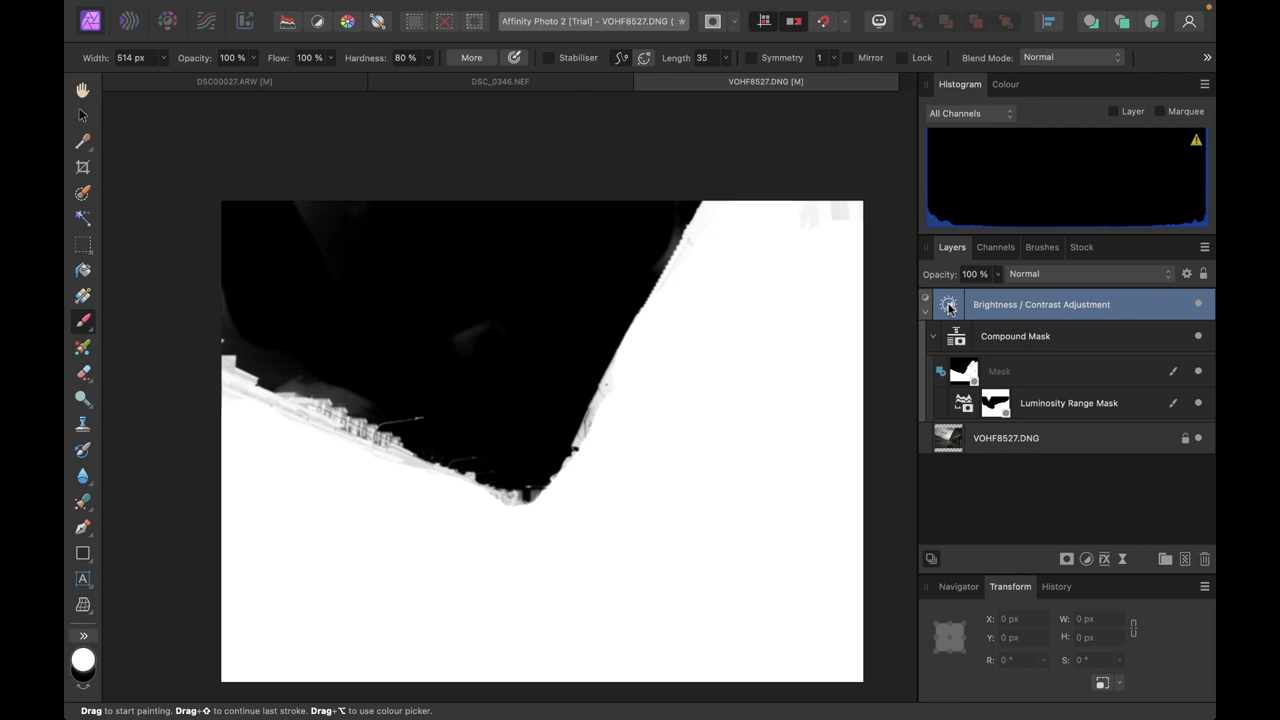 Affinity Photo 2 [Trial] - VOHF8527.DNG (
Width: 514 px Opacity: 100 % Flow: 100 % Hardness: 80 % More Stabiliser Length 35 Symmetry 1 Mirror Lock Blend Mode: Normal
DSC00027.ARW [M] DSC_0346.NEF VOHF8527.DNG [M]
Histogram Colour
All Channels Layer Marquee
Layers Channels Brushes Stock
Opacity: 100 % Normal
Brightness / Contrast Adjustment
Compound Mask
Mask
Luminosity Range Mask
VOHF8527.DNG
A
Navigator Transform History
X: 0 px W: 0 px
Y: 0 px H: 0 px
R: 0 ° S: 0 °
Drag to start painting. Drag+⇧ to continue last stroke. Drag+⌥ to use colour picker.